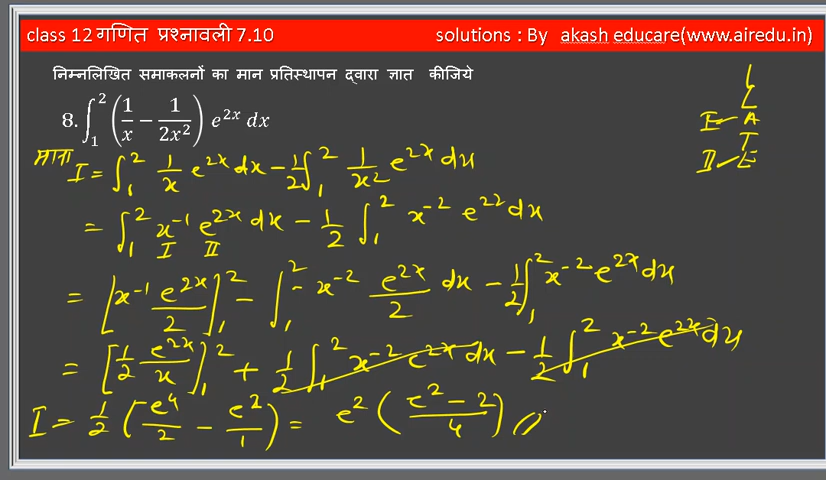 class 12 गणित प्रश्नावली 7.10 solutions : By akash educare(www.airedu.in)
निम्नलिखित समाकलनों का मान प्रतिस्थापन द्वारा ज्ञात कीजिये
8. ∫₁² (1/x − 1/2x²) e^{2x} dx
माना I = ∫₁² 1/x e^{2x} dx − 1/2 ∫₁² 1/x² e^{2x} dx
= ∫₁² x^{-1} e^{2x} dx − 1/2 ∫₁² x^{-2} e^{2x} dx
I II
= [x^{-1} e^{2x}/2]₁² − ∫₁² − x^{-2} e^{2x}/2 dx − 1/2 ∫₁² x^{-2} e^{2x} dx
= [1/2 e^{2x}/x]₁² + 1/2 ∫₁² x^{-2} e^{2x} dx − 1/2 ∫₁² x^{-2} e^{2x} dx
I = 1/2 (e⁴/2 − e²/1) = e² (e² − 2/4) //
I
L
I − A
T
II − E